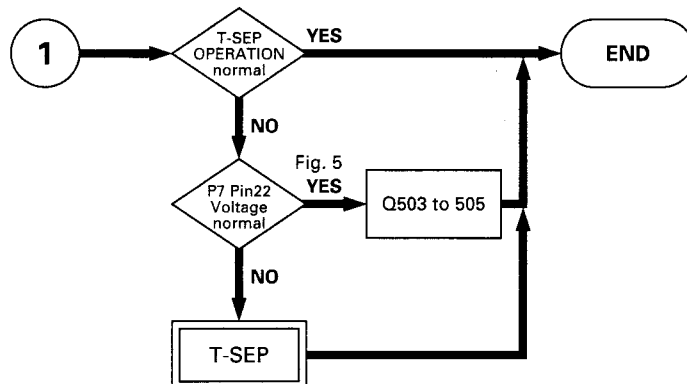 1
T-SEP
OPERATION
normal
YES
END
NO
Fig. 5
P7 Pin22
Voltage
normal
YES
Q503 to 505
NO
T-SEP